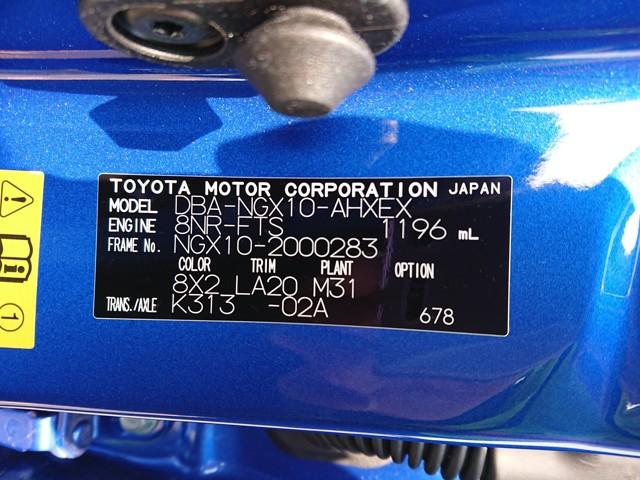 TOYOTA MOTOR CORPORATION JAPAN
MODEL DBA-NGX10-AHXEX
ENGINE 8NR-FTS 1196 mL
FRAME No. NGX10-2000283
COLOR TRIM PLANT OPTION
8X2 LA20 M31
TRANS./AXLE K313 -02A
678
1